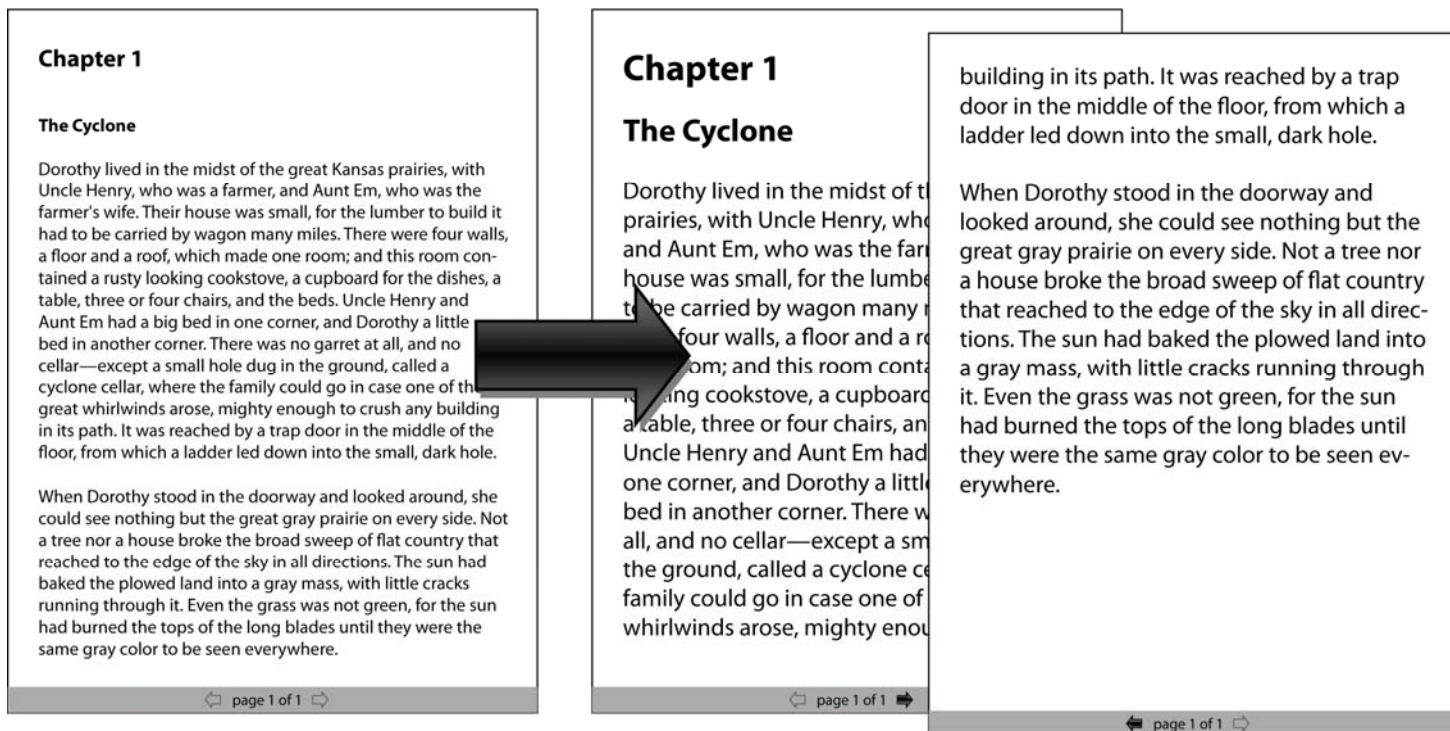 Chapter 1
The Cyclone
Dorothy lived in the midst of the great Kansas prairies, with
Uncle Henry, who was a farmer, and Aunt Em, who was the
farmer's wife. Their house was small, for the lumber to build it
had to be carried by wagon many miles. There were four walls,
a floor and a roof, which made one room; and this room con-
tained a rusty looking cookstove, a cupboard for the dishes, a
table, three or four chairs, and the beds. Uncle Henry and
Aunt Em had a big bed in one corner, and Dorothy a little
bed in another corner. There was no garret at all, and no
cellar—except a small hole dug in the ground, called a
cyclone cellar, where the family could go in case one of
great whirlwinds arose, mighty enough to crush any building
in its path. It was reached by a trap door in the middle of the
floor, from which a ladder led down into the small, dark hole.
When Dorothy stood in the doorway and looked around, she
could see nothing but the great gray prairie on every side. Not
a tree nor a house broke the broad sweep of flat country that
reached to the edge of the sky in all directions. The sun had
baked the plowed land into a gray mass, with little cracks
running through it. Even the grass was not green, for the sun
had burned the tops of the long blades until they were the
same gray color to be seen everywhere.
page 1 of 1
Chapter 1
The Cyclone
Dorothy lived in the midst of
prairies, with Uncle Henry,
and Aunt Em, who was the
house was small, for the
be carried by wagon many
four walls, a floor and a
and this room
cookstove, a cupboard
a table, three or four chairs,
Uncle Henry and Aunt Em had
one corner, and Dorothy a
bed in another corner. There
all, and no cellar—except a
the ground, called a cyclone
family could go in case one of
whirlwinds arose, mighty
page 1 of 1
building in its path. It was reached by a trap
door in the middle of the floor, from which a
ladder led down into the small, dark hole.
When Dorothy stood in the doorway and
looked around, she could see nothing but the
great gray prairie on every side. Not a tree nor
a house broke the broad sweep of flat country
that reached to the edge of the sky in all direc-
tions. The sun had baked the plowed land into
a gray mass, with little cracks running through
it. Even the grass was not green, for the sun
had burned the tops of the long blades until
they were the same gray color to be seen ev-
erywhere.
page 1 of 1